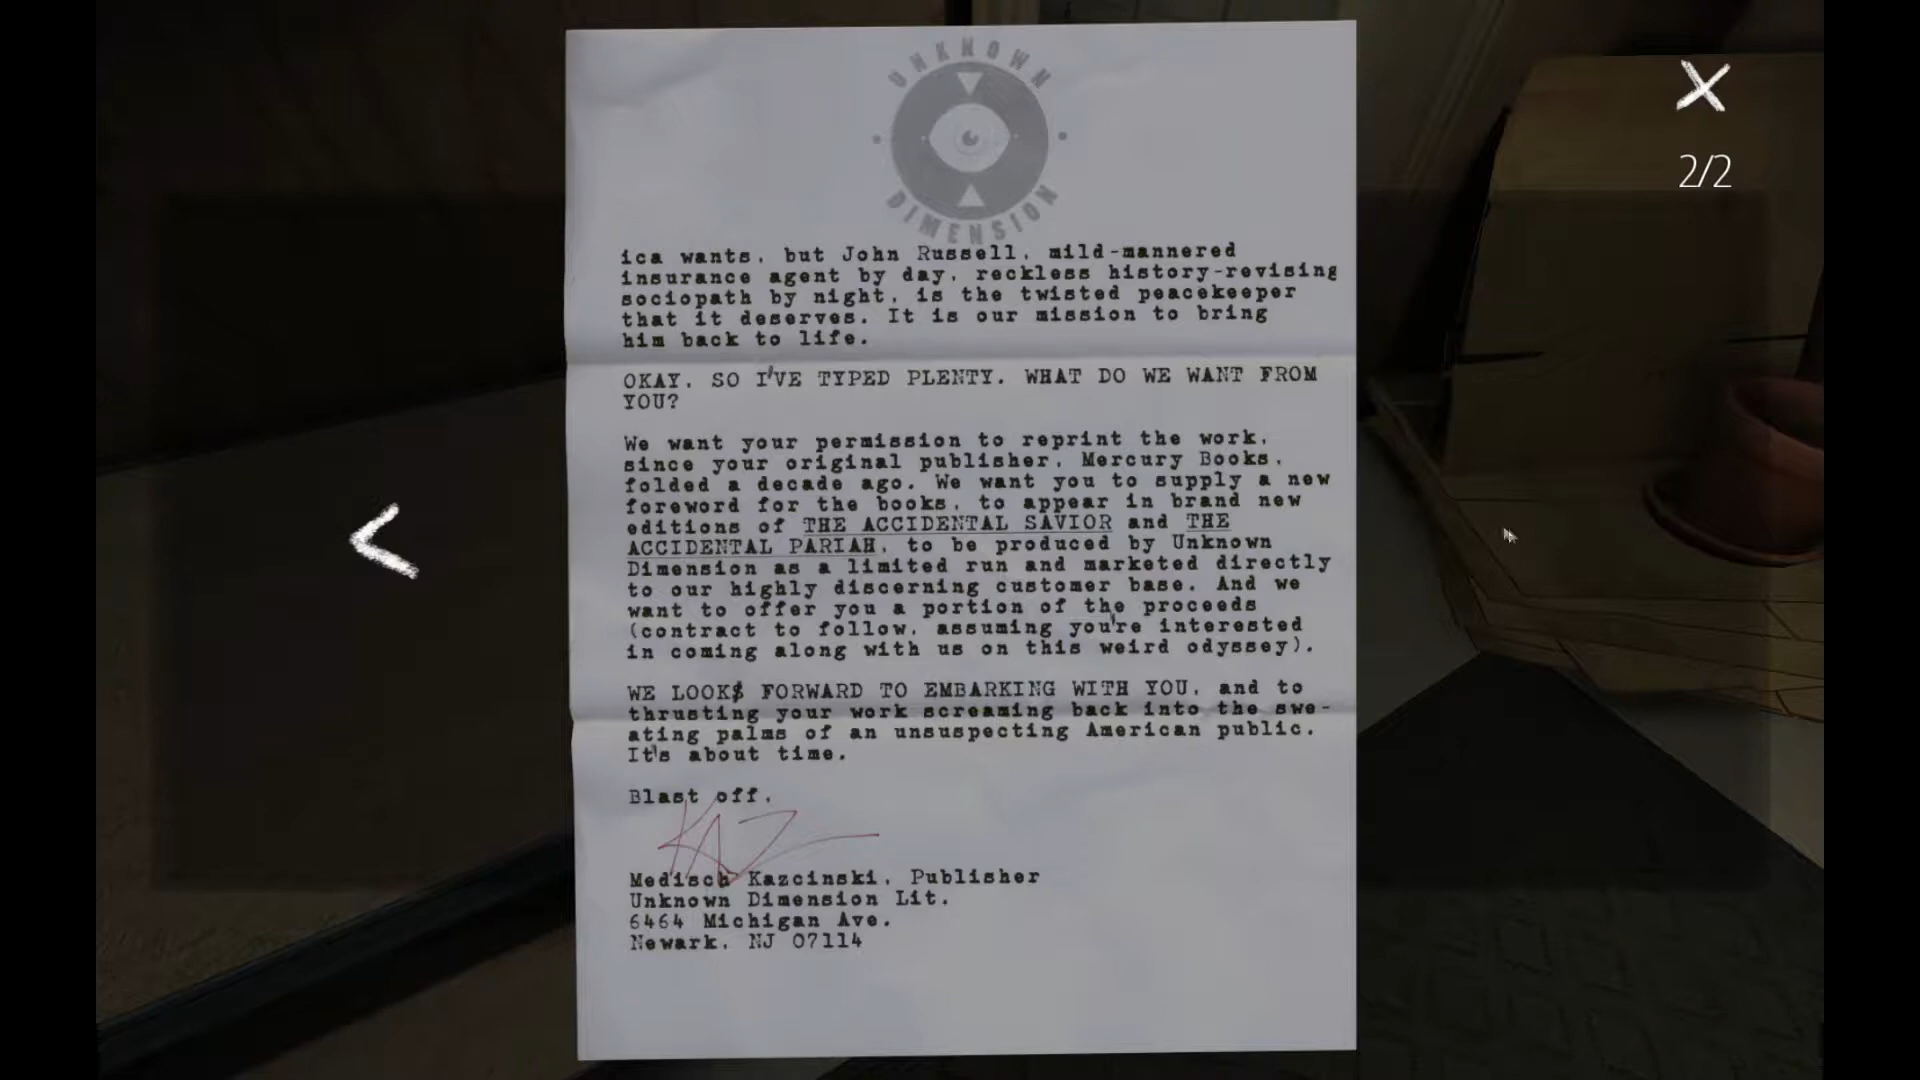 UNKNOWN
DIMENSION
2/2
ica wants, but John Russell, mild-mannered
insurance agent by day, reckless history-revising
sociopath by night, is the twisted peacekeeper
that it deserves. It is our mission to bring
him back to life.
OKAY, SO I'VE TYPED PLENTY. WHAT DO WE WANT FROM
YOU?
We want your permission to reprint the work,
since your original publisher, Mercury Books,
folded a decade ago. We want you to supply a new
foreword for the books, to appear in brand new
editions of THE ACCIDENTAL SAVIOR and THE
ACCIDENTAL PARIAH, to be produced by Unknown
Dimension as a limited run and marketed directly
to our highly discerning customer base. And we
want to offer you a portion of the proceeds
(contract to follow, assuming you're interested
in coming along with us on this weird odyssey).
WE LOOK$ FORWARD TO EMBARKING WITH YOU, and to
thrusting your work screaming back into the swe-
ating palms of an unsuspecting American public.
It's about time.
Blast off,
KAZ
Medisch Kazcinski, Publisher
Unknown Dimension Lit.
6464 Michigan Ave.
Newark, NJ 07114